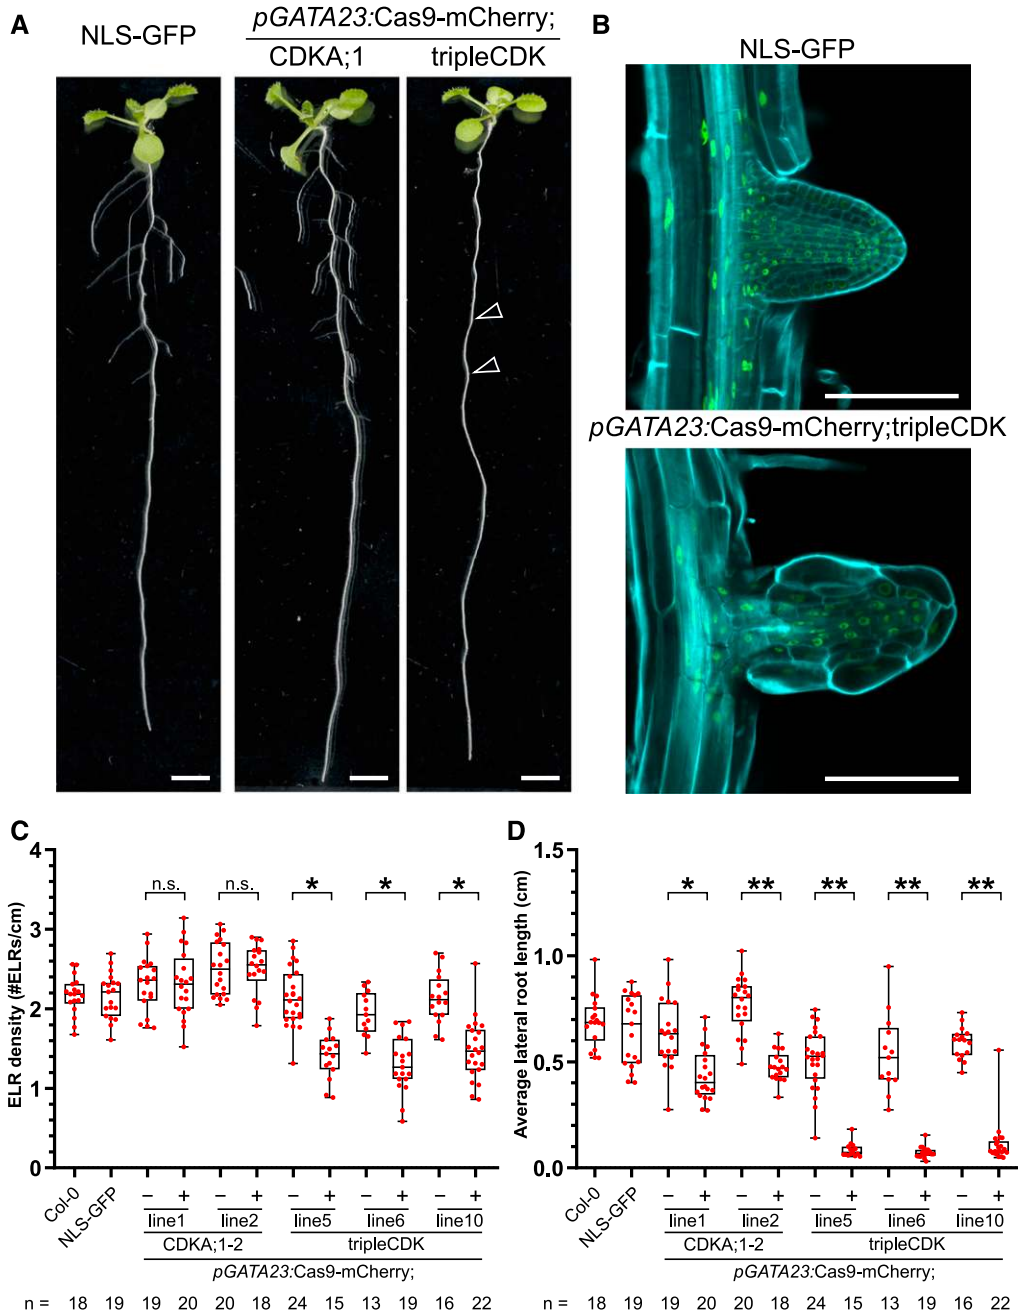 A
NLS-GFP
pGATA23:Cas9-mCherry;
CDKA;1
tripleCDK
B
NLS-GFP
pGATA23:Cas9-mCherry;tripleCDK
C
ELR density (#ELRs/cm)
4
3
2
1
0
n.s.
n.s.
*
*
*
Col-0
NLS-GFP
– + – + – + – + – +
line1 line2 line5 line6 line10
CDKA;1-2 tripleCDK
pGATA23:Cas9-mCherry;
n = 18 19 19 20 20 18 24 15 13 19 16 22
D
Average lateral root length (cm)
1.5
1.0
0.5
0.0
*
**
**
**
**
Col-0
NLS-GFP
– + – + – + – + – +
line1 line2 line5 line6 line10
CDKA;1-2 tripleCDK
pGATA23:Cas9-mCherry;
n = 18 19 19 20 20 18 24 15 13 19 16 22